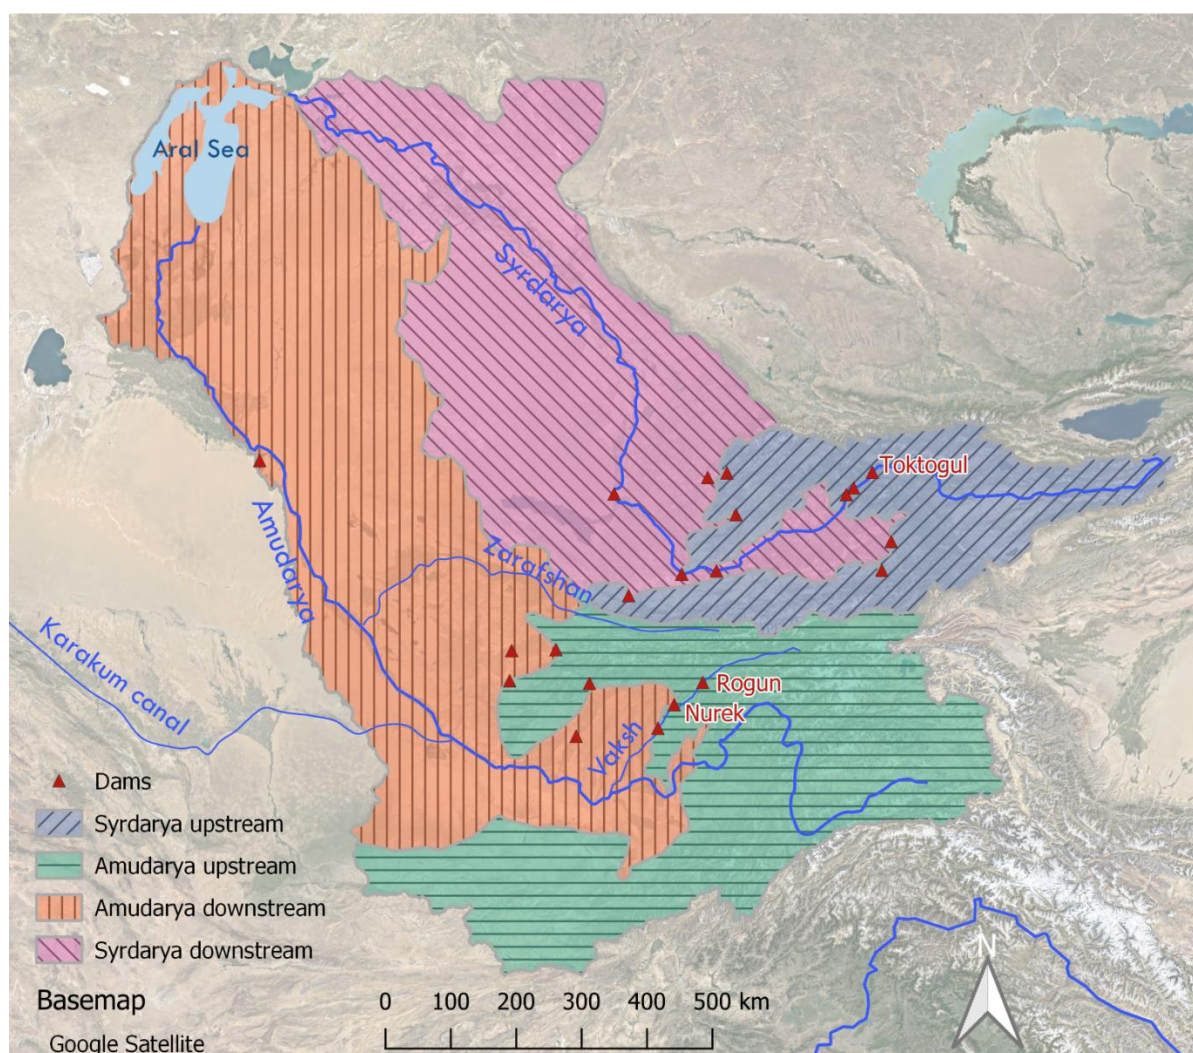 Aral Sea
Syrdarya
Toktogul
Amudarya
Zarafshan
Karakum canal
Rogun
Nurek
Vaksh
Dams
Syrdarya upstream
Amudarya upstream
Amudarya downstream
Syrdarya downstream
Basemap
Google Satellite
0 100 200 300 400 500 km
N